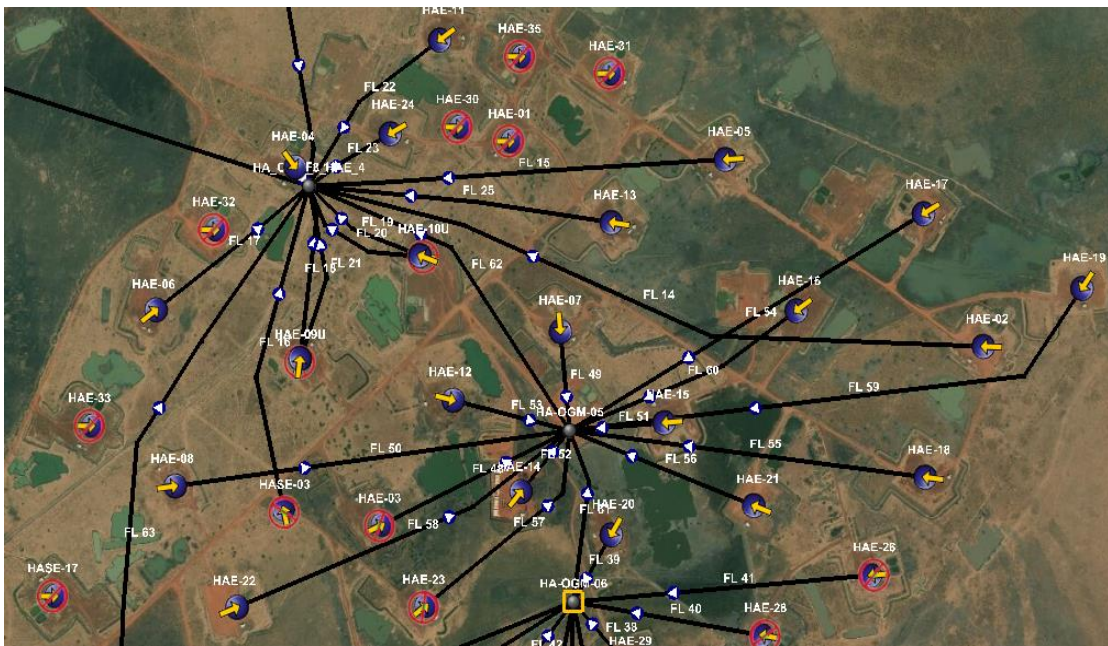 HAE-11
HAE-35
HAE-31
FL 22
HAE-24
HAE-30
HAE-01
HAE-04
FL 23
HAE-05
FL 15
FL 25
HAE-32
HAE-13
HAE-17
FL 17
FL 19
FL 20
HAE-10U
FL 18
FL 21
FL 62
HAE-19
HAE-06
HAE-07
FL 14
HAE-16
FL 54
HAE-02
FL 16
HAE-09U
HAE-12
FL 49
FL 60
FL 59
HAE-15
HAE-33
FL 53
HA-OGM-05
FL 51
FL 50
FL 52
FL 55
FL 56
HAE-08
FL 48
HAE-14
HAE-18
HASE-03
HAE-03
HAE-21
HAE-20
FL 61
FL 57
FL 58
FL 63
FL 39
HAE-26
HASE-17
HAE-22
HAE-23
HA-OGM-06
FL 41
FL 40
HAE-28
FL 38
HAE-29
FL 42